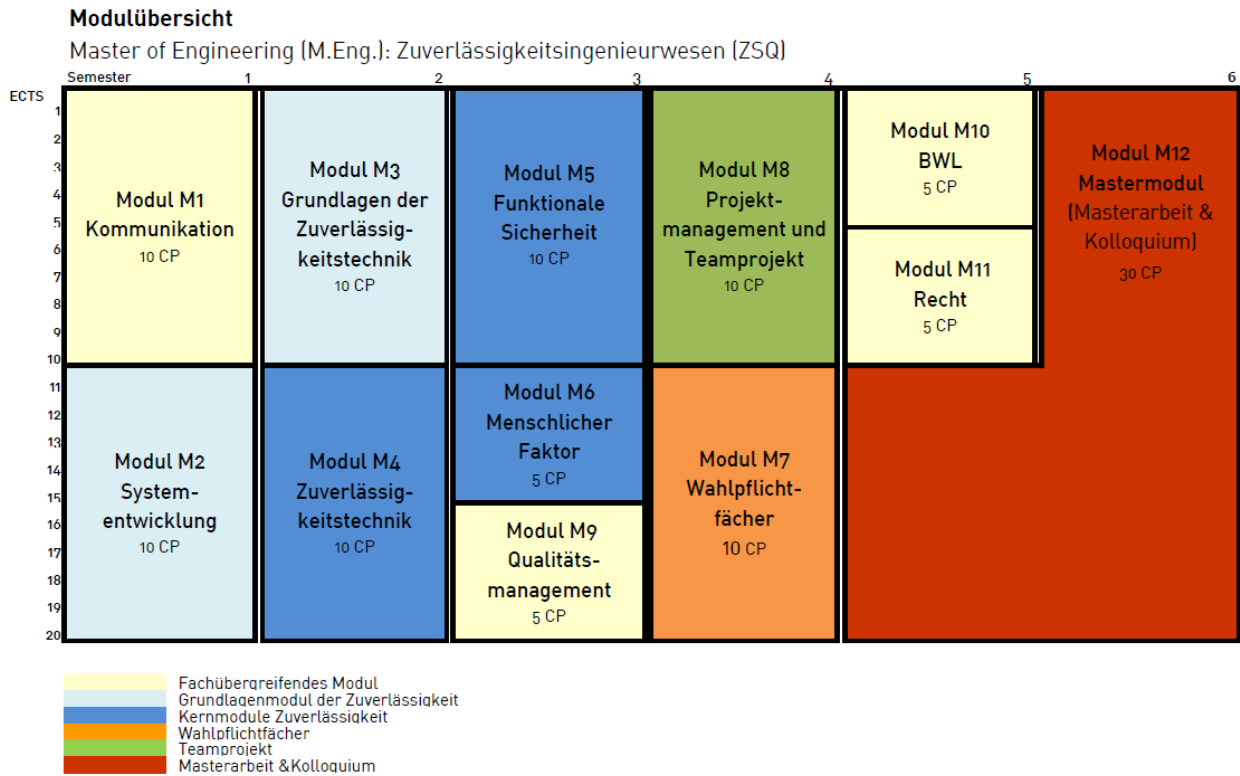 Modulübersicht
Master of Engineering (M.Eng.): Zuverlässigkeitsingenieurwesen (ZSQ)
Semester
1
2
3
4
5
6
ECTS
1
2
3
4
5
6
7
8
9
10
11
12
13
14
15
16
17
18
19
20
Modul M1
Kommunikation
10 CP
Modul M2
System-
entwicklung
10 CP
Modul M3
Grundlagen der
Zuverlässig-
keitstechnik
10 CP
Modul M4
Zuverlässig-
keitstechnik
10 CP
Modul M5
Funktionale
Sicherheit
10 CP
Modul M6
Menschlicher
Faktor
5 CP
Modul M9
Qualitäts-
management
5 CP
Modul M8
Projekt-
management und
Teamprojekt
10 CP
Modul M7
Wahlpflicht-
fächer
10 CP
Modul M10
BWL
5 CP
Modul M11
Recht
5 CP
Modul M12
Mastermodul
(Masterarbeit &
Kolloquium)
30 CP
Fachübergreifendes Modul
Grundlagenmodul der Zuverlässigkeit
Kernmodule Zuverlässigkeit
Wahlpflichtfächer
Teamprojekt
Masterarbeit &Kolloquium